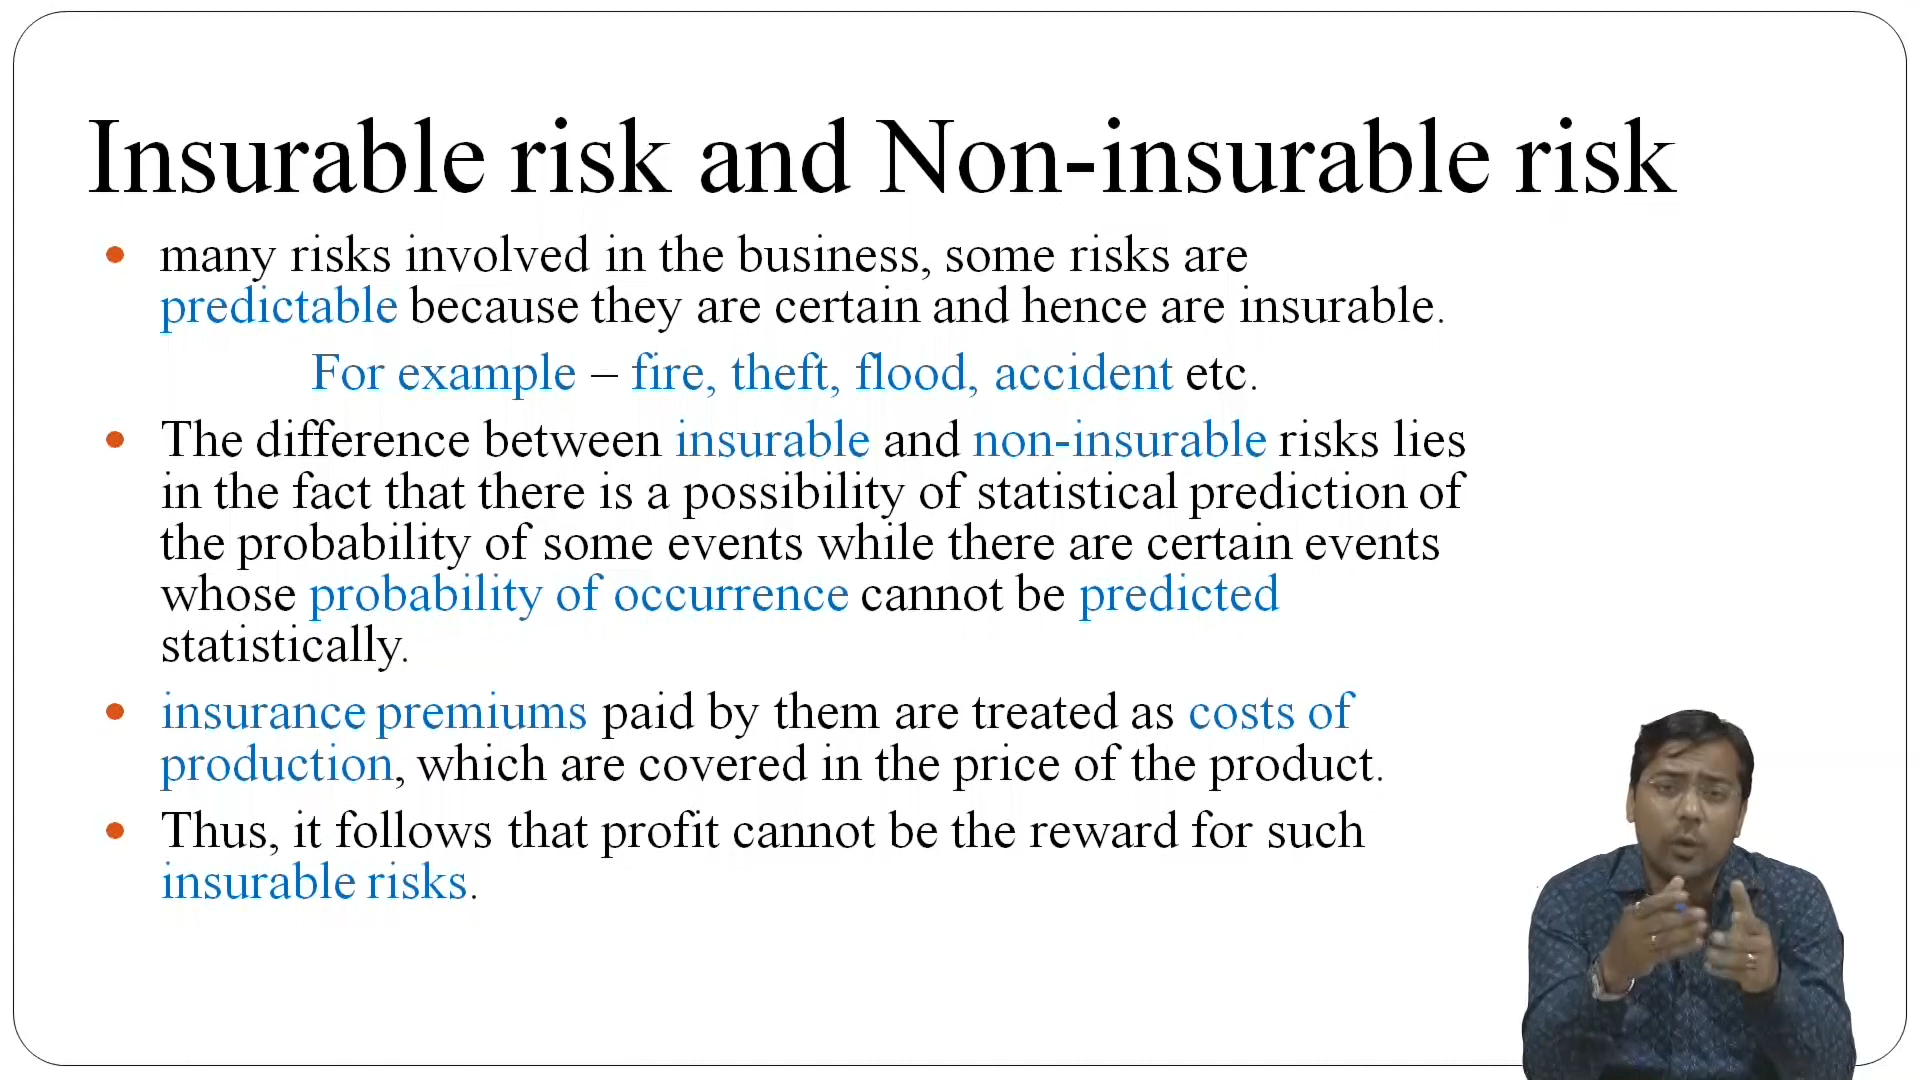 Insurable risk and Non-insurable risk
many risks involved in the business, some risks are
predictable because they are certain and hence are insurable.
For example – fire, theft, flood, accident etc.
The difference between insurable and non-insurable risks lies
in the fact that there is a possibility of statistical prediction of
the probability of some events while there are certain events
whose probability of occurrence cannot be predicted
statistically.
insurance premiums paid by them are treated as costs of
production, which are covered in the price of the product.
Thus, it follows that profit cannot be the reward for such
insurable risks.